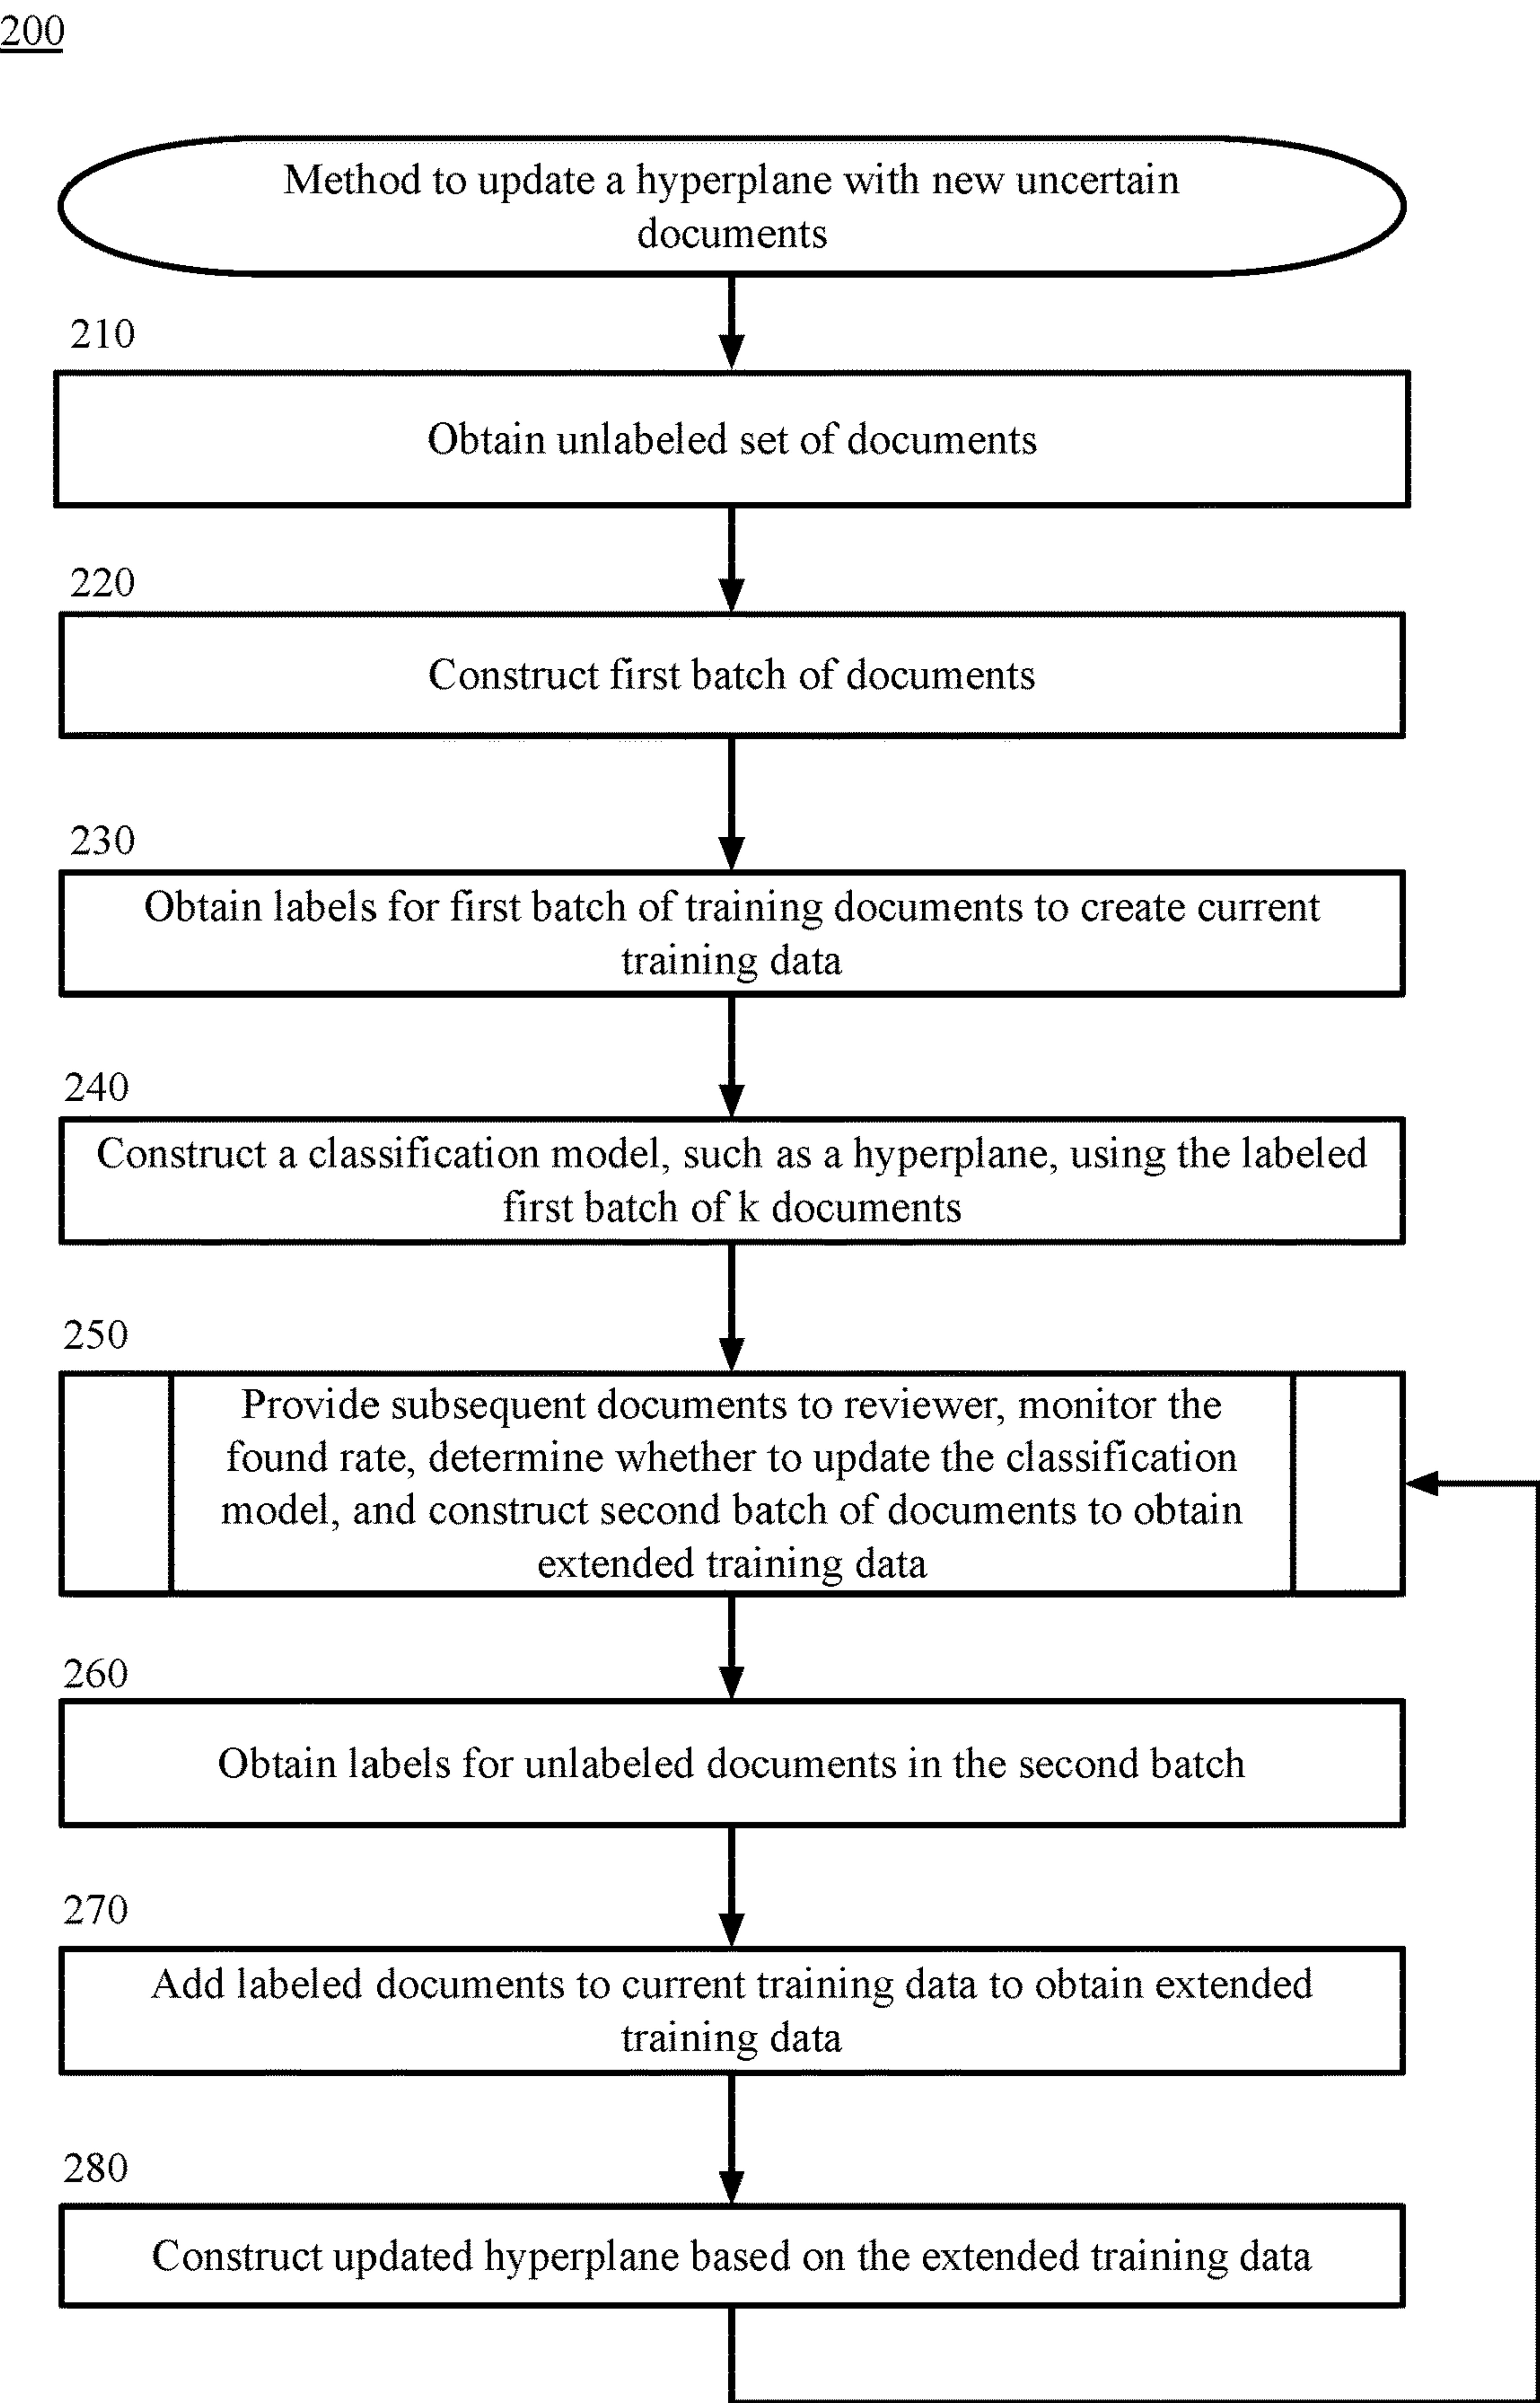 200
Method to update a hyperplane with new uncertain
documents
210
Obtain unlabeled set of documents
220
Construct first batch of documents
230
Obtain labels for first batch of training documents to create current
training data
240
Construct a classification model, such as a hyperplane, using the labeled
first batch of k documents
250
Provide subsequent documents to reviewer, monitor the
found rate, determine whether to update the classification
model, and construct second batch of documents to obtain
extended training data
260
Obtain labels for unlabeled documents in the second batch
270
Add labeled documents to current training data to obtain extended
training data
280
Construct updated hyperplane based on the extended training data